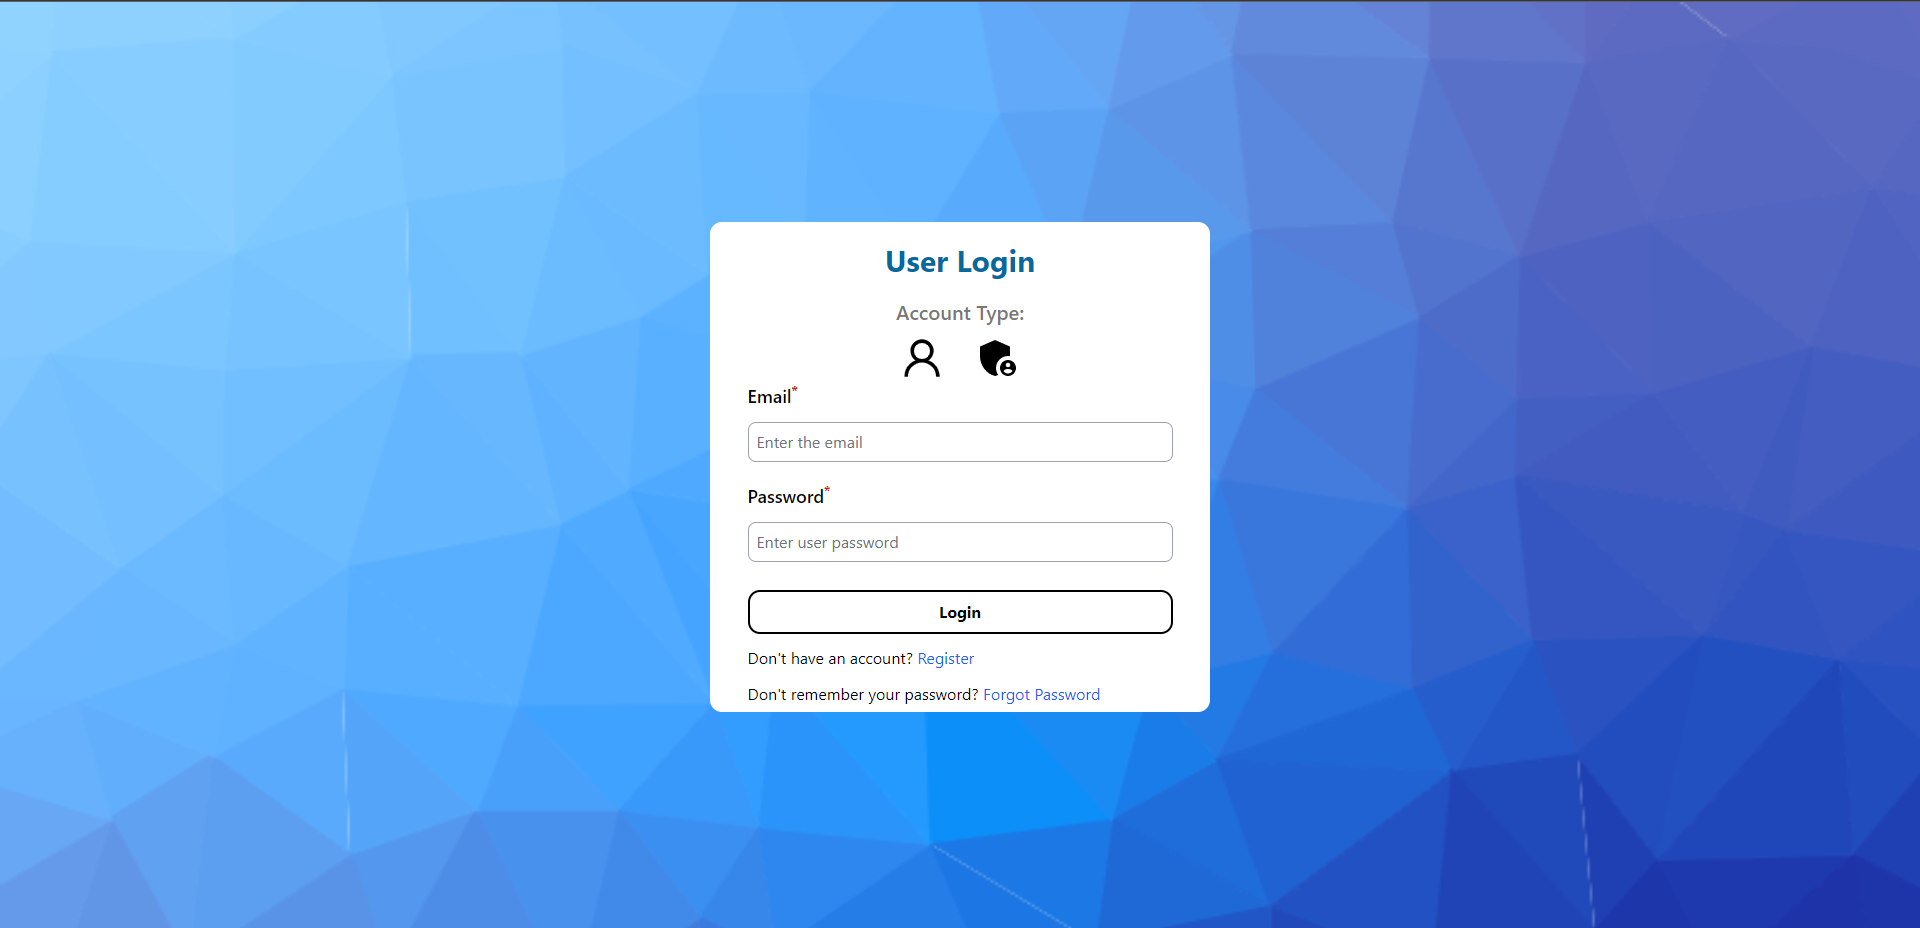 User Login
Account Type:
Email*
Enter the email
Password*
Enter user password
Login
Don't have an account? Register
Don't remember your password? Forgot Password